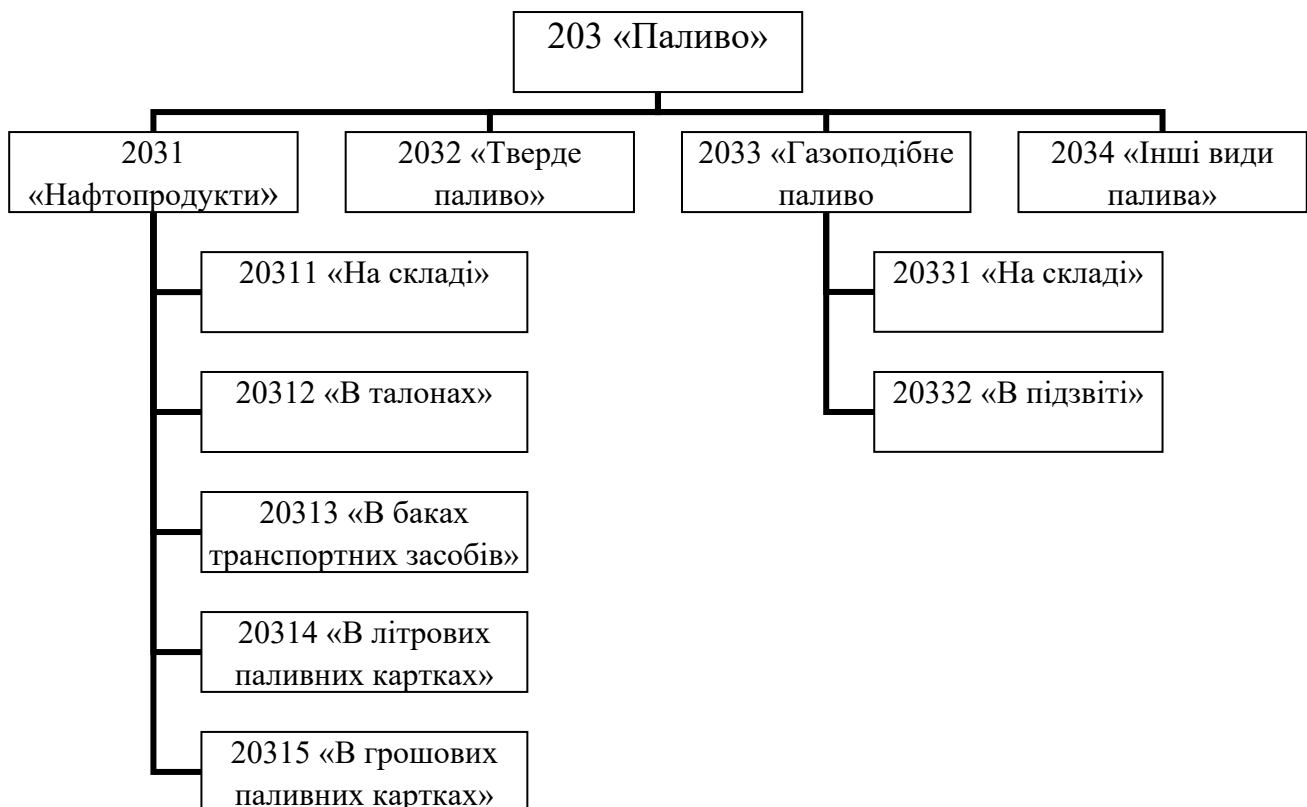 203 «Паливо»
2031
«Нафтопродукти»
2032 «Тверде
паливо»
2033 «Газоподібне
паливо
2034 «Інші види
палива»
20311 «На складі»
20312 «В талонах»
20313 «В баках
транспортних засобів»
20314 «В літрових
паливних картках»
20315 «В грошових
паливних картках»
20331 «На складі»
20332 «В підзвіті»